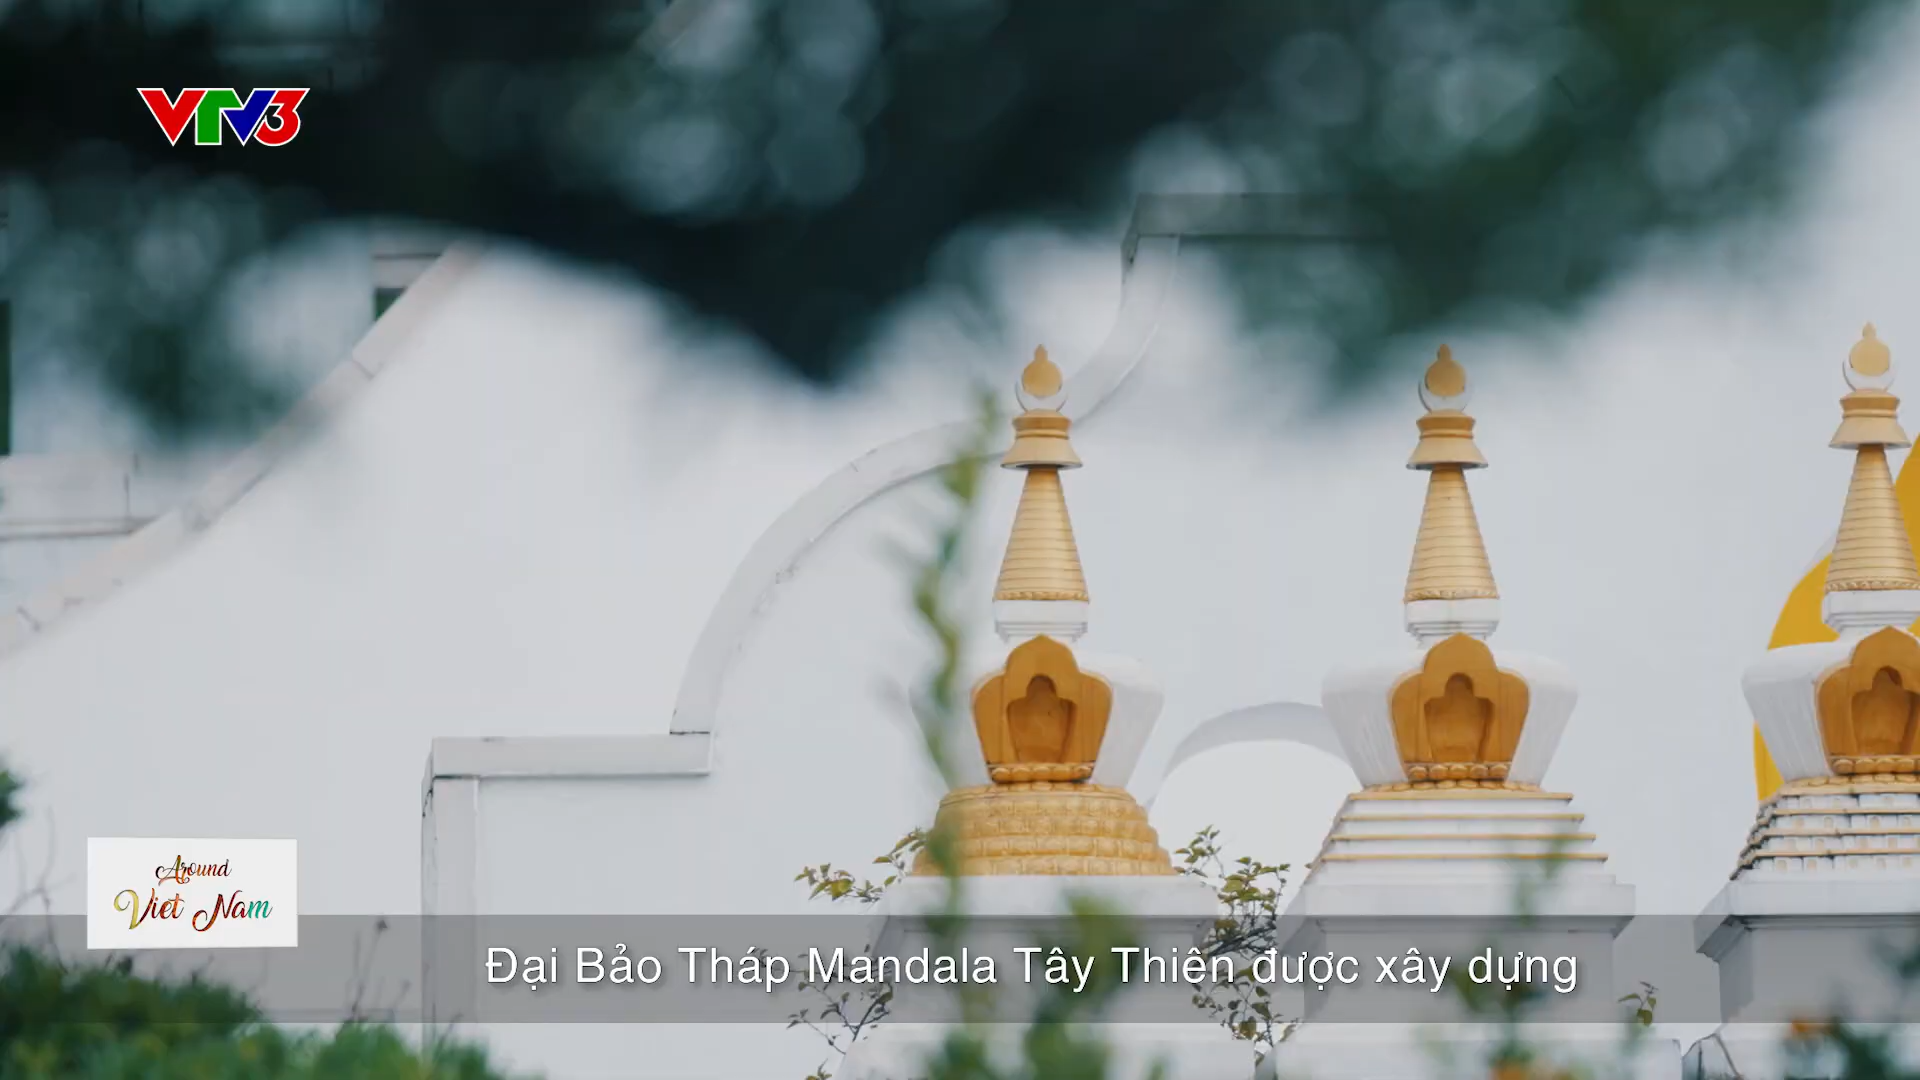 VTV3
Around
Việt Nam
Đại Bảo Tháp Mandala Tây Thiên được xây dựng